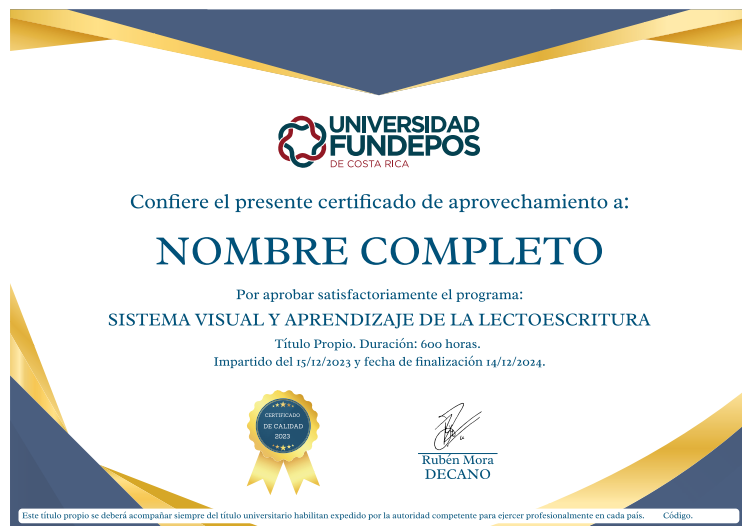 UNIVERSIDAD
FUNDEPOS
DE COSTA RICA
Confiere el presente certificado de aprovechamiento a:
NOMBRE COMPLETO
Por aprobar satisfactoriamente el programa:
SISTEMA VISUAL Y APRENDIZAJE DE LA LECTOESCRITURA
Título Propio. Duración: 600 horas.
Impartido del 15/12/2023 y fecha de finalización 14/12/2024.
CERTIFICADO
DE CALIDAD
2023
Rubén Mora
DECANO
Este título propio se deberá acompañar siempre del título universitario habilitan expedido por la autoridad competente para ejercer profesionalmente en cada país. Código.